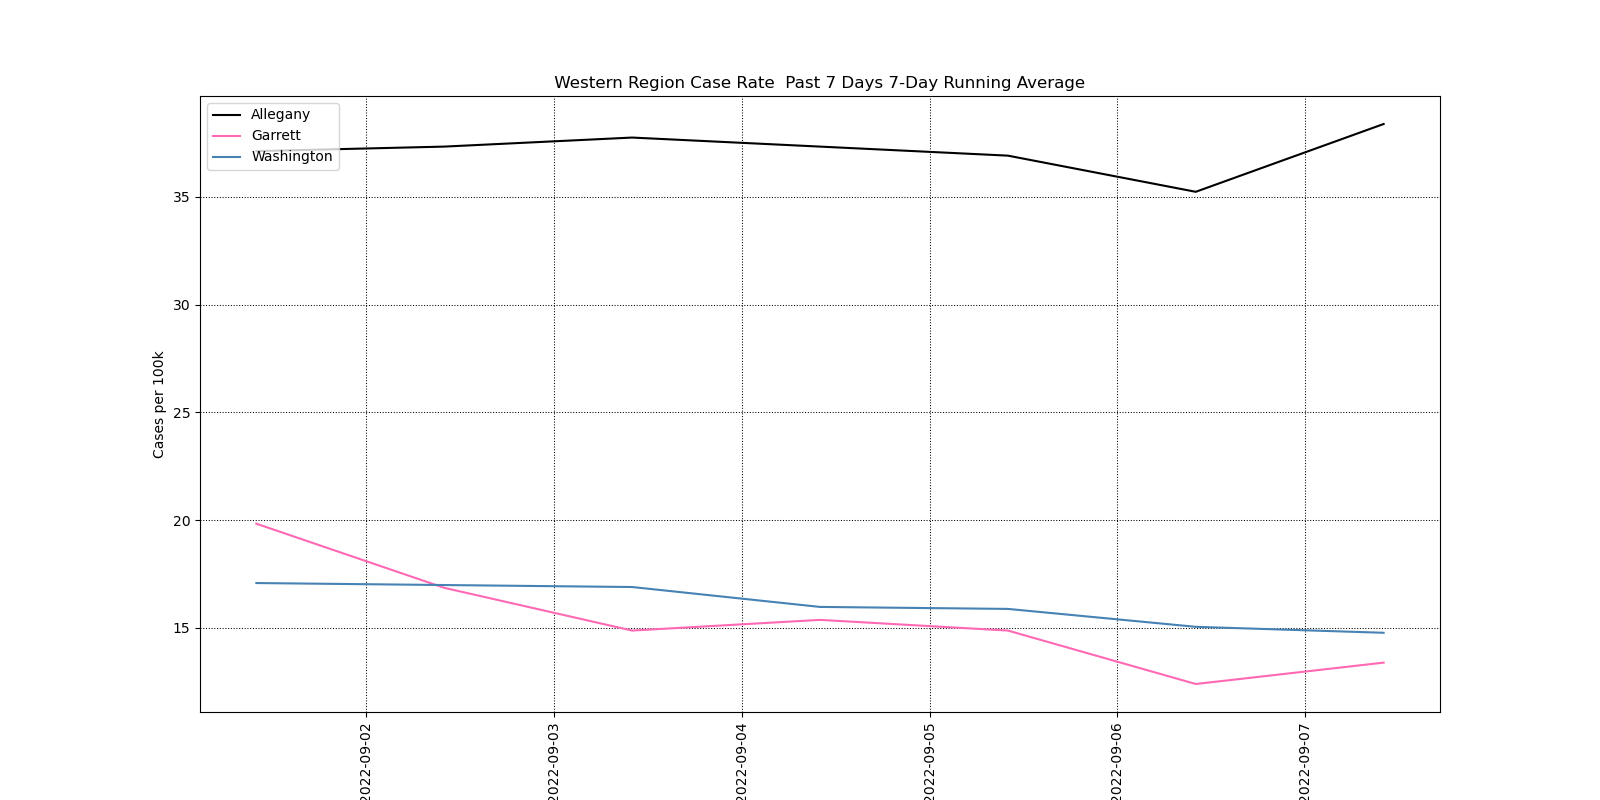 Western Region Case Rate  Past 7 Days 7-Day Running Average
Allegany
Garrett
Washington
35
30
25
20
15
Cases per 100k
2022-09-02
2022-09-03
2022-09-04
2022-09-05
2022-09-06
2022-09-07